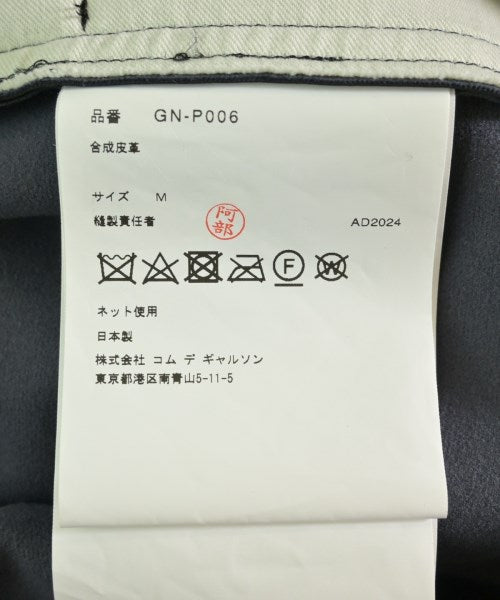 品番 GN-P006
合成皮革
サイズ M
縫製責任者 阿部 AD2024
F W
ネット使用
日本製
株式会社 コム デ ギャルソン
東京都港区南青山5-11-5